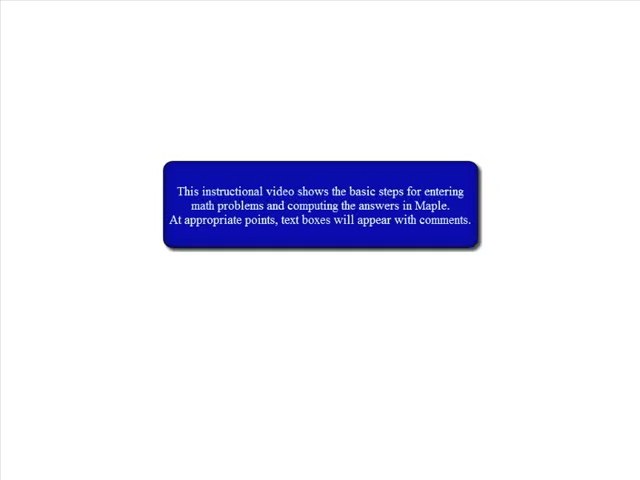 This instructional video shows the basic steps for entering
math problems and computing the answers in Maple.
At appropriate points, text boxes will appear with comments.